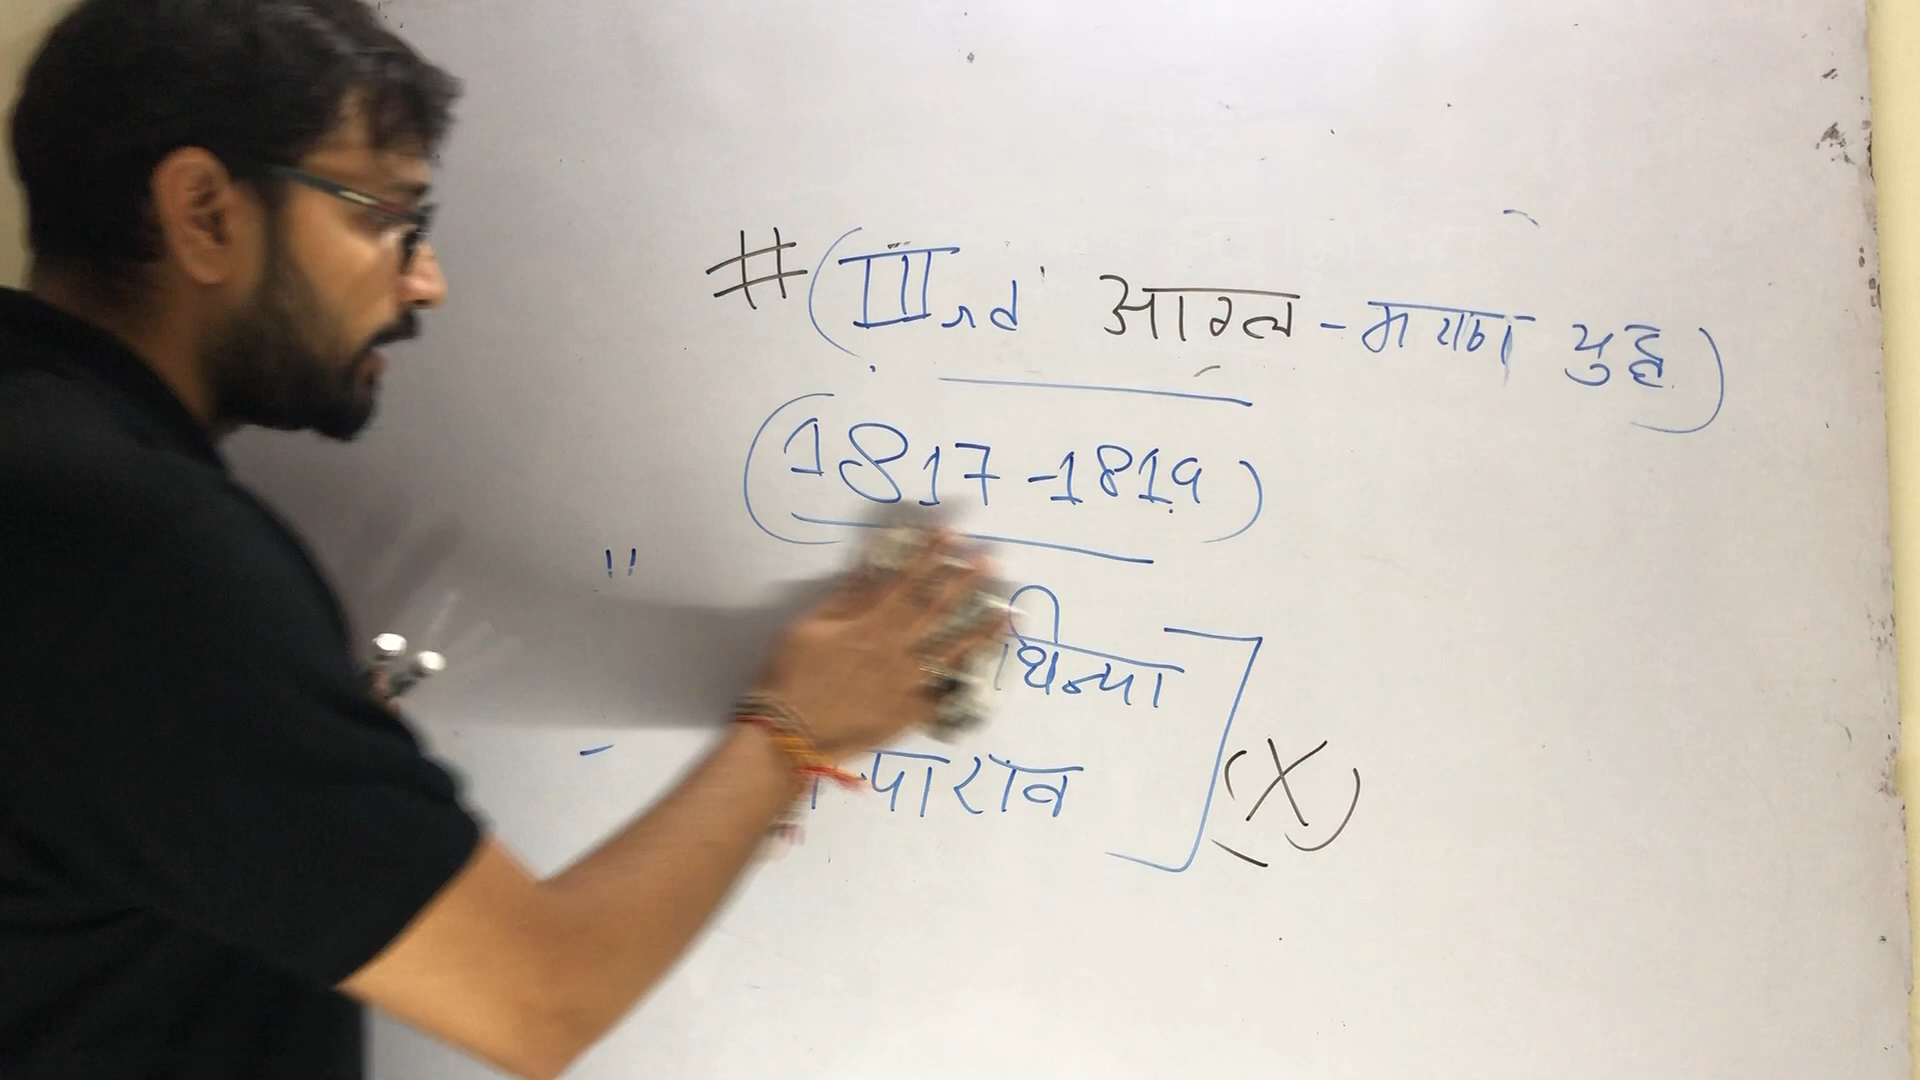 # (IIIrd आंग्ल - मराठा युद्ध)
(1817-1819)
"
-
पाराव
(X)